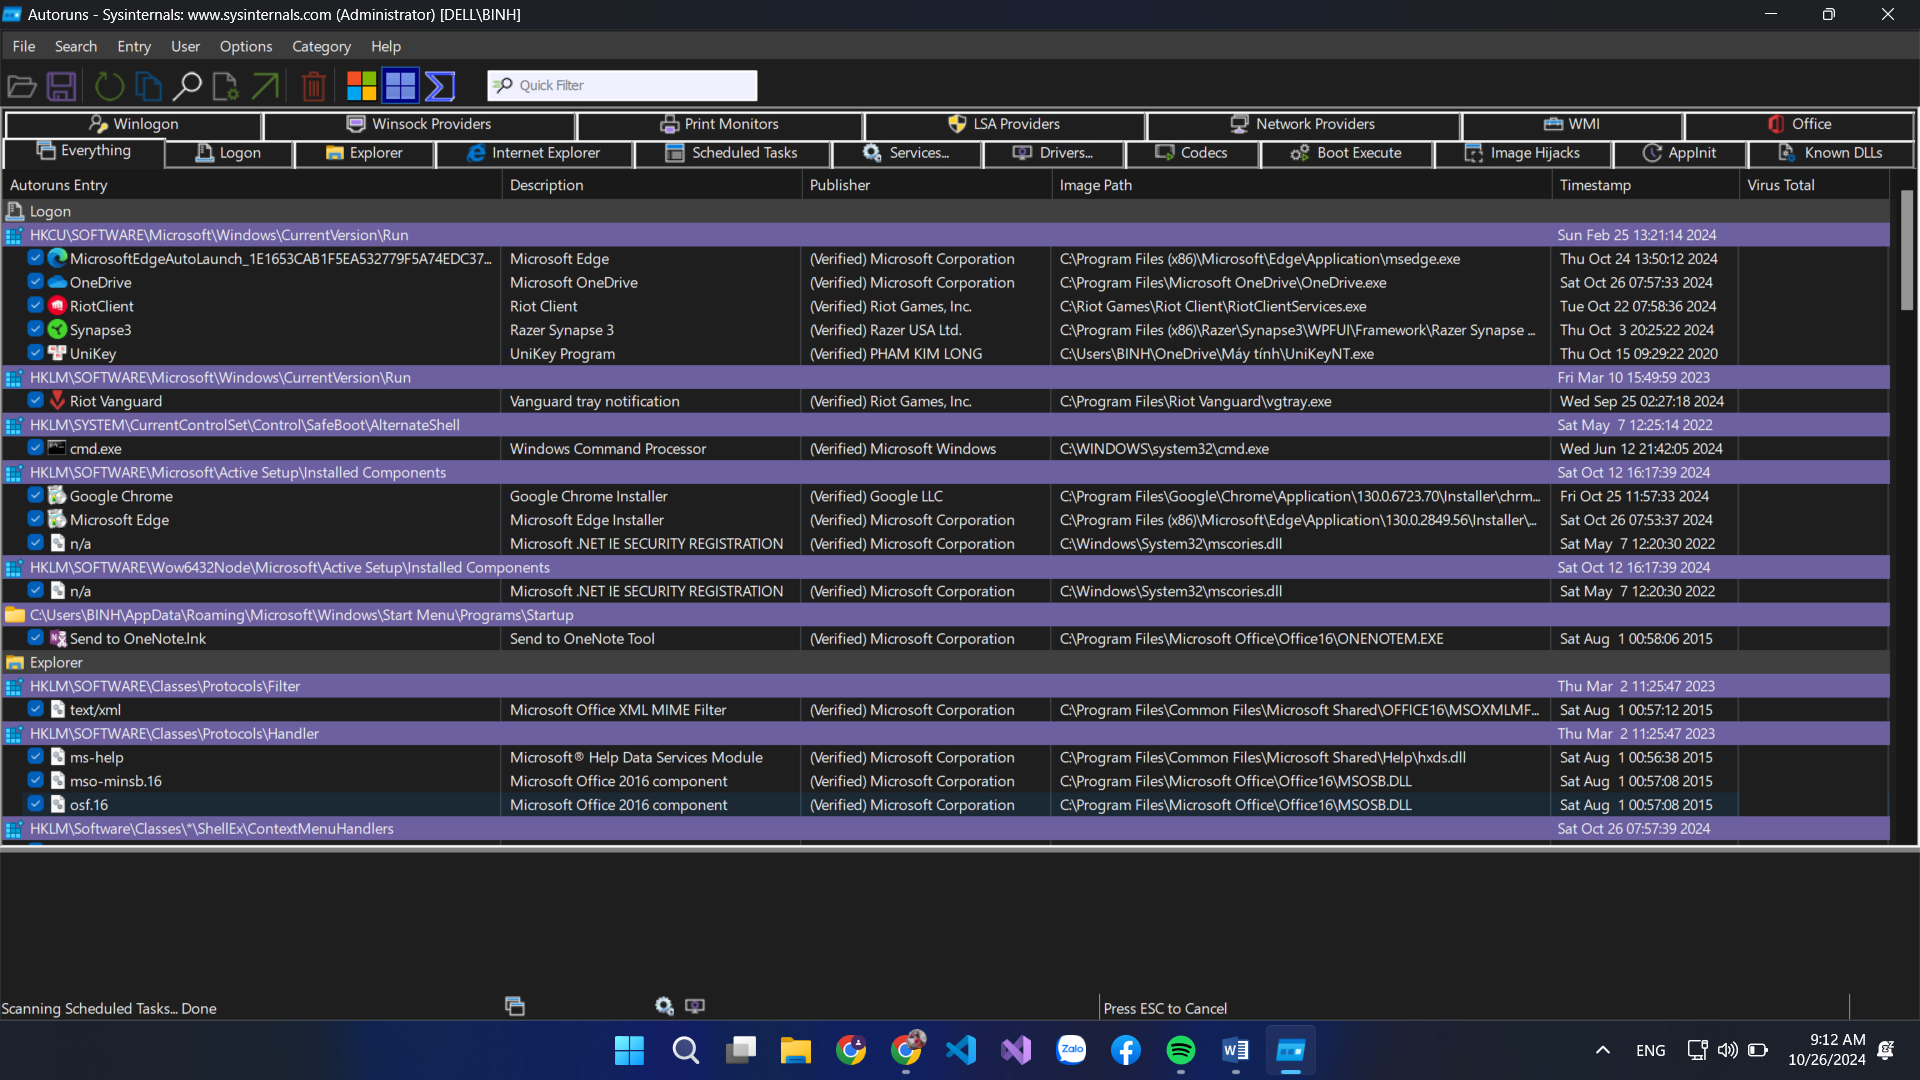 Autoruns - Sysinternals: www.sysinternals.com (Administrator) [DELL\BINH]
File Search Entry User Options Category Help
Quick Filter
Winlogon Winsock Providers Print Monitors LSA Providers Network Providers WMI Office
Everything Logon Explorer Internet Explorer Scheduled Tasks Services... Drivers... Codecs Boot Execute Image Hijacks AppInit Known DLLs
Autoruns Entry Description Publisher Image Path Timestamp Virus Total
Logon
HKCU\SOFTWARE\Microsoft\Windows\CurrentVersion\Run Sun Feb 25 13:21:14 2024
MicrosoftEdgeAutoLaunch_1E1653CAB1F5EA532779F5A74EDC37... Microsoft Edge (Verified) Microsoft Corporation C:\Program Files (x86)\Microsoft\Edge\Application\msedge.exe Thu Oct 24 13:50:12 2024
OneDrive Microsoft OneDrive (Verified) Microsoft Corporation C:\Program Files\Microsoft OneDrive\OneDrive.exe Sat Oct 26 07:57:33 2024
RiotClient Riot Client (Verified) Riot Games, Inc. C:\Riot Games\Riot Client\RiotClientServices.exe Tue Oct 22 07:58:36 2024
Synapse3 Razer Synapse 3 (Verified) Razer USA Ltd. C:\Program Files (x86)\Razer\Synapse3\WPFUI\Framework\Razer Synapse ... Thu Oct 3 20:25:22 2024
UniKey UniKey Program (Verified) PHAM KIM LONG C:\Users\BINH\OneDrive\Máy tính\UniKeyNT.exe Thu Oct 15 09:29:22 2020
HKLM\SOFTWARE\Microsoft\Windows\CurrentVersion\Run Fri Mar 10 15:49:59 2023
Riot Vanguard Vanguard tray notification (Verified) Riot Games, Inc. C:\Program Files\Riot Vanguard\vgtray.exe Wed Sep 25 02:27:18 2024
HKLM\SYSTEM\CurrentControlSet\Control\SafeBoot\AlternateShell Sat May 7 12:25:14 2022
cmd.exe Windows Command Processor (Verified) Microsoft Windows C:\WINDOWS\system32\cmd.exe Wed Jun 12 21:42:05 2024
HKLM\SOFTWARE\Microsoft\Active Setup\Installed Components Sat Oct 12 16:17:39 2024
Google Chrome Google Chrome Installer (Verified) Google LLC C:\Program Files\Google\Chrome\Application\130.0.6723.70\Installer\chrm... Fri Oct 25 11:57:33 2024
Microsoft Edge Microsoft Edge Installer (Verified) Microsoft Corporation C:\Program Files (x86)\Microsoft\Edge\Application\130.0.2849.56\Installer\... Sat Oct 26 07:53:37 2024
n/a Microsoft .NET IE SECURITY REGISTRATION (Verified) Microsoft Corporation C:\Windows\System32\mscories.dll Sat May 7 12:20:30 2022
HKLM\SOFTWARE\Wow6432Node\Microsoft\Active Setup\Installed Components Sat Oct 12 16:17:39 2024
n/a Microsoft .NET IE SECURITY REGISTRATION (Verified) Microsoft Corporation C:\Windows\System32\mscories.dll Sat May 7 12:20:30 2022
C:\Users\BINH\AppData\Roaming\Microsoft\Windows\Start Menu\Programs\Startup
Send to OneNote.lnk Send to OneNote Tool (Verified) Microsoft Corporation C:\Program Files\Microsoft Office\Office16\ONENOTEM.EXE Sat Aug 1 00:58:06 2015
Explorer
HKLM\SOFTWARE\Classes\Protocols\Filter Thu Mar 2 11:25:47 2023
text/xml Microsoft Office XML MIME Filter (Verified) Microsoft Corporation C:\Program Files\Common Files\Microsoft Shared\OFFICE16\MSOXMLMF... Sat Aug 1 00:57:12 2015
HKLM\SOFTWARE\Classes\Protocols\Handler Thu Mar 2 11:25:47 2023
ms-help Microsoft® Help Data Services Module (Verified) Microsoft Corporation C:\Program Files\Common Files\Microsoft Shared\Help\hxds.dll Sat Aug 1 00:56:38 2015
mso-minsb.16 Microsoft Office 2016 component (Verified) Microsoft Corporation C:\Program Files\Microsoft Office\Office16\MSOSB.DLL Sat Aug 1 00:57:08 2015
osf.16 Microsoft Office 2016 component (Verified) Microsoft Corporation C:\Program Files\Microsoft Office\Office16\MSOSB.DLL Sat Aug 1 00:57:08 2015
HKLM\Software\Classes\*\ShellEx\ContextMenuHandlers Sat Oct 26 07:57:39 2024
Scanning Scheduled Tasks... Done Press ESC to Cancel
Zalo
ENG
9:12 AM
10/26/2024